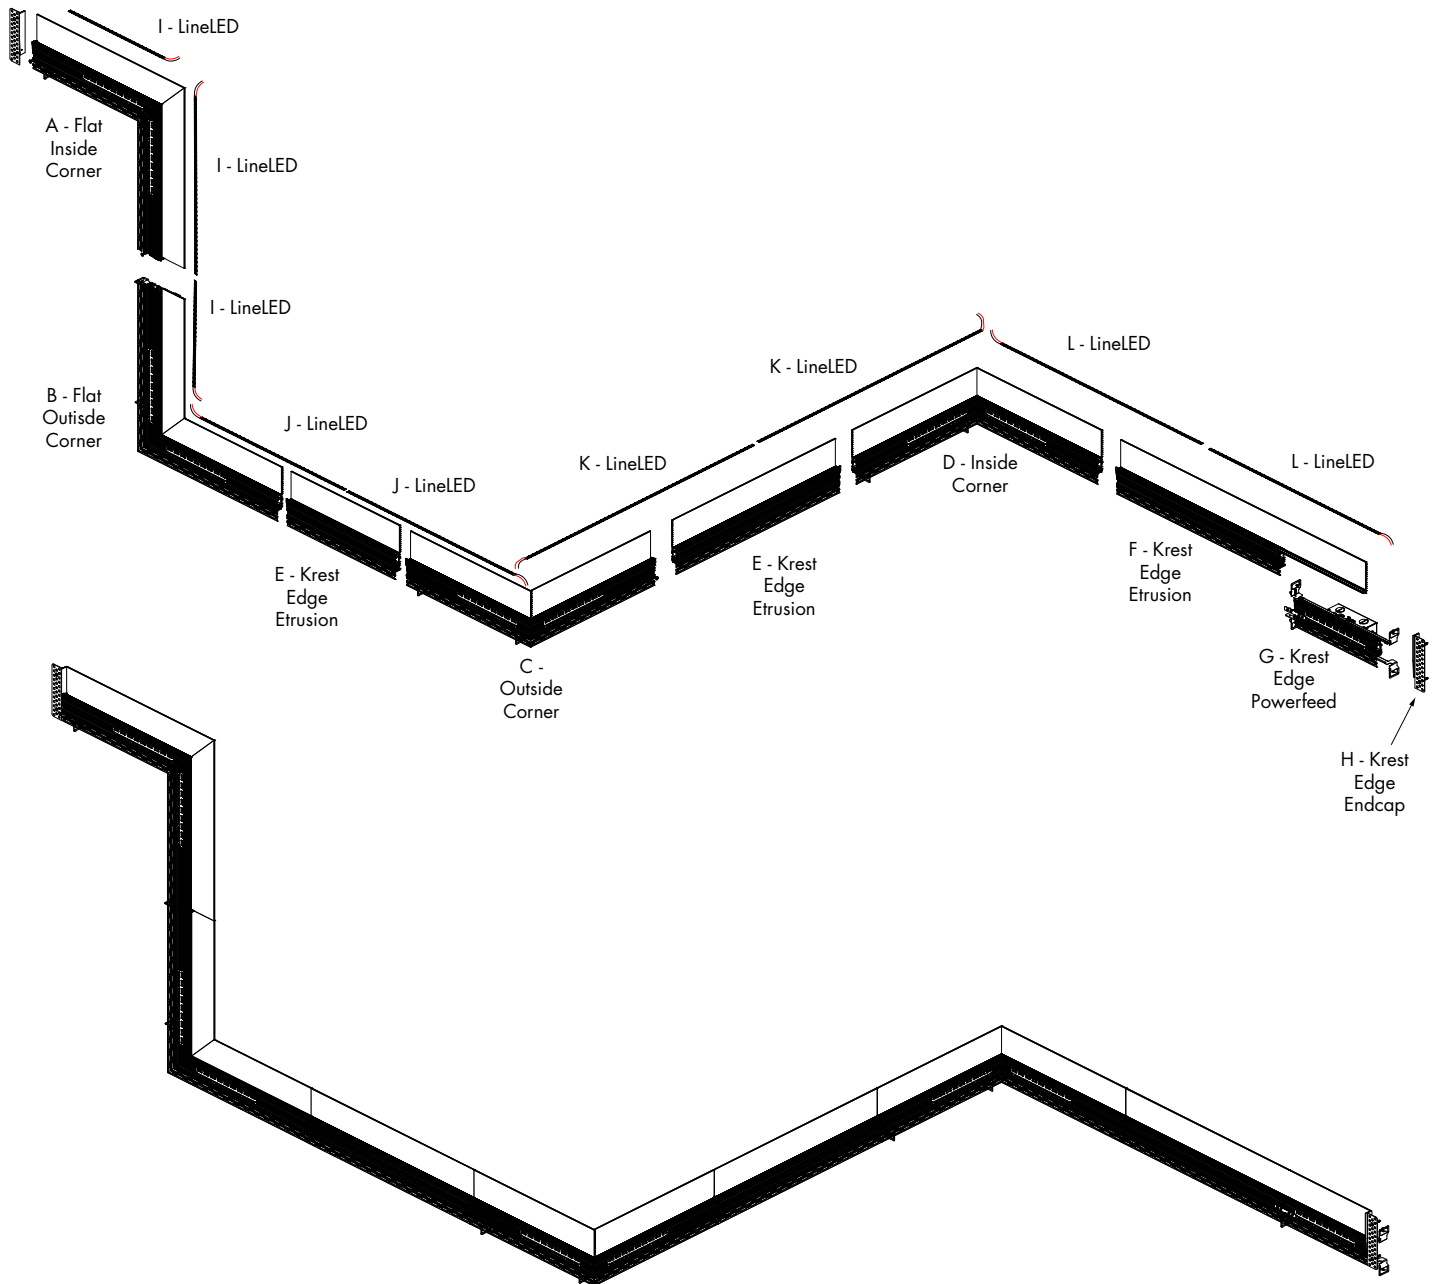 I - LineLED
A - Flat
Inside
Corner
I - LineLED
I - LineLED
B - Flat
Outisde
Corner
J - LineLED
J - LineLED
K - LineLED
K - LineLED
L - LineLED
L - LineLED
D - Inside
Corner
E - Krest
Edge
Etrusion
E - Krest
Edge
Etrusion
F - Krest
Edge
Etrusion
C -
Outside
Corner
G - Krest
Edge
Powerfeed
H - Krest
Edge
Endcap